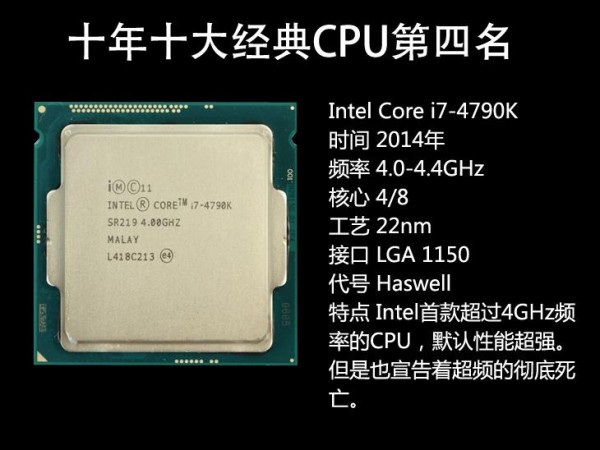 十年十大经典CPU第四名
Intel Core i7-4790K
时间 2014年
频率 4.0-4.4GHz
核心 4/8
工艺 22nm
接口 LGA 1150
代号 Haswell
特点 Intel首款超过4GHz频
率的CPU，默认性能超强。
但是也宣告着超频的彻底死
亡。
i Ⓜ Ⓒ 11
INTEL® CORE™ i7-4790K
SR219 4.00GHZ
MALAY
L418C213 e4